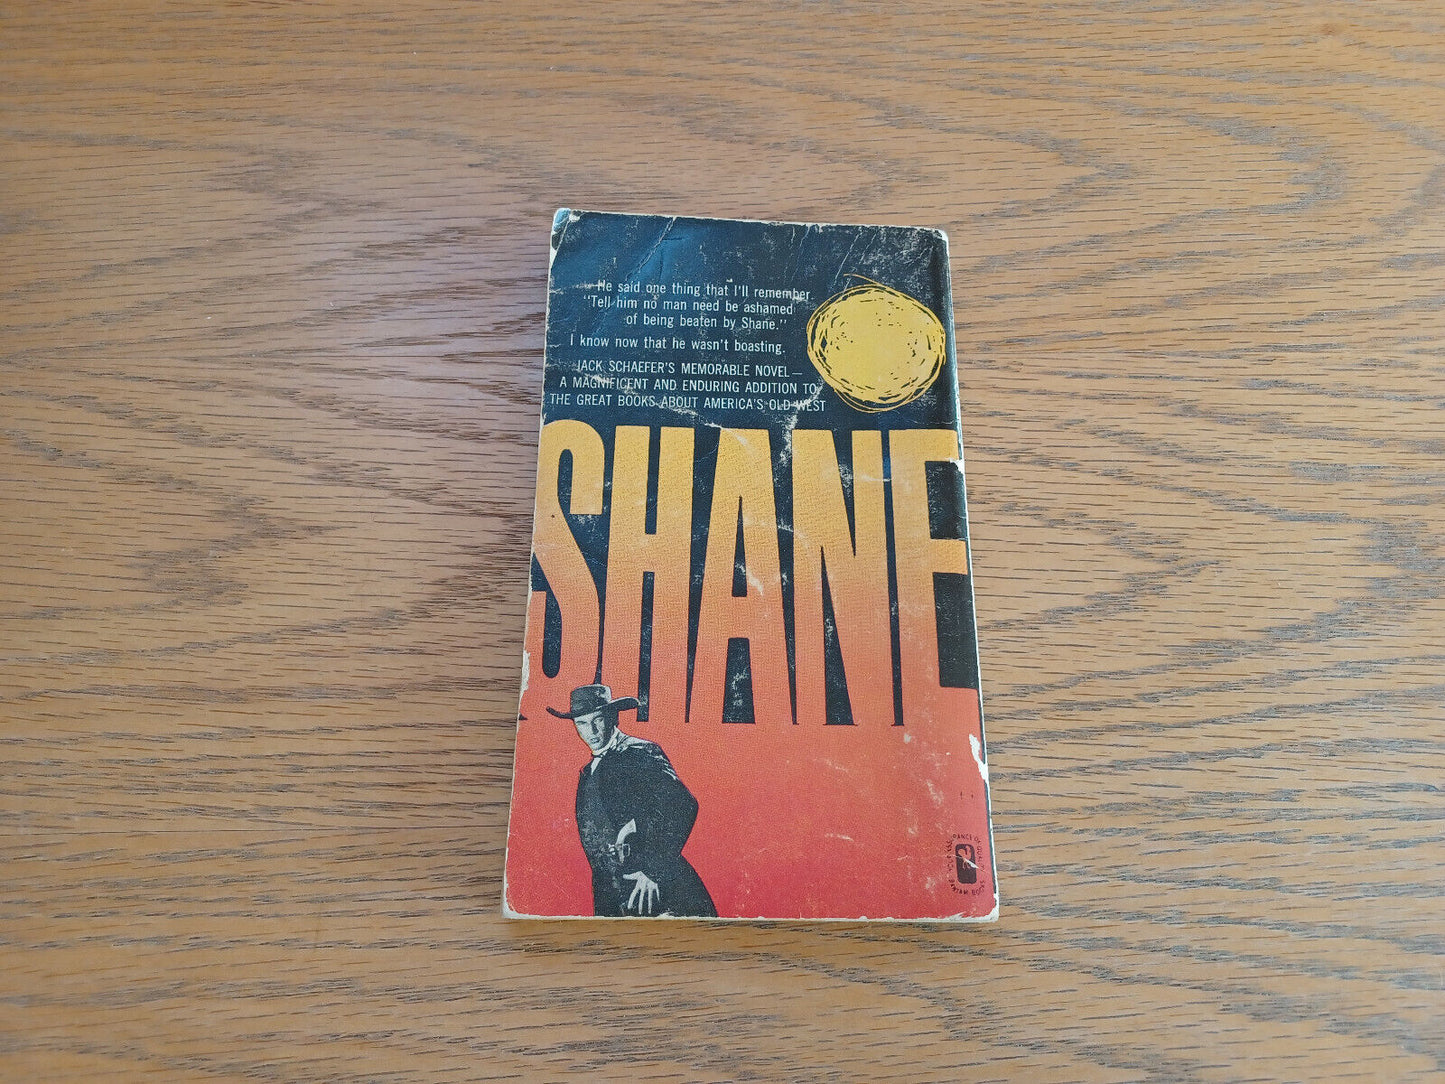 He said one thing that I'll remember
"Tell him no man need be ashamed
of being beaten by Shane."
I know now that he wasn't boasting.
JACK SCHAEFER'S MEMORABLE NOVEL—
A MAGNIFICENT AND ENDURING ADDITION TO
THE GREAT BOOKS ABOUT AMERICA'S OLD WEST
SHANE